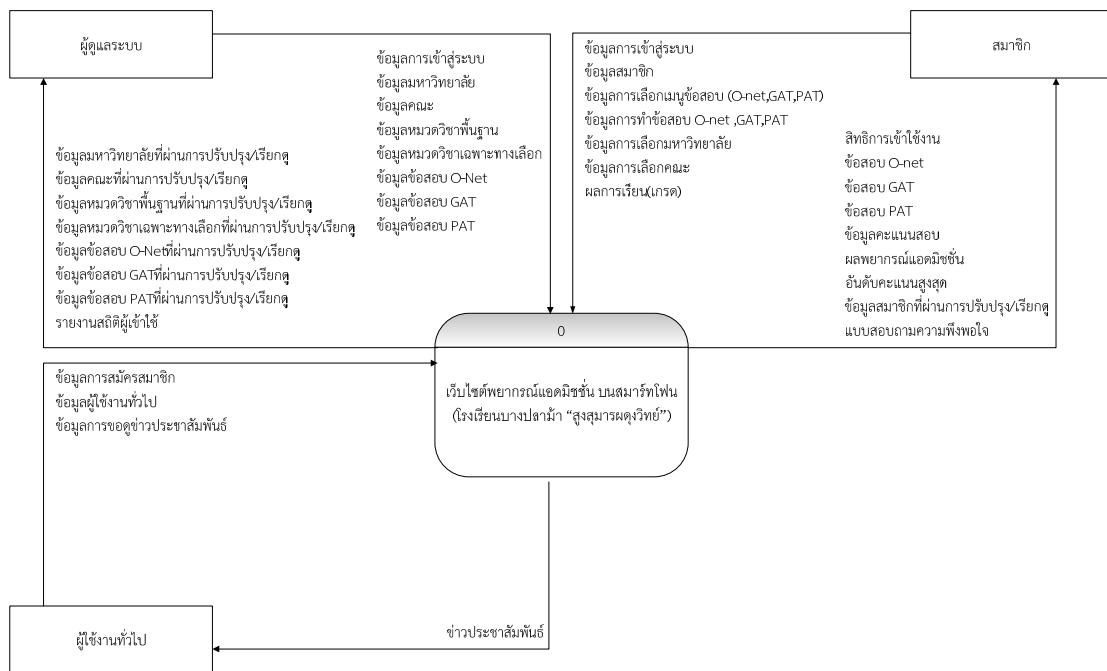 ผู้ดูแลระบบ
ข้อมูลการเข้าสู่ระบบ
ข้อมูลมหาวิทยาลัย
ข้อมูลคณะ
ข้อมูลหมวดวิชาพื้นฐาน
ข้อมูลหมวดวิชาเฉพาะทางเลือก
ข้อมูลข้อสอบ O-Net
ข้อมูลข้อสอบ GAT
ข้อมูลข้อสอบ PAT
ข้อมูลมหาวิทยาลัยที่ผ่านการปรับปรุง/เรียกดู
ข้อมูลคณะที่ผ่านการปรับปรุง/เรียกดู
ข้อมูลหมวดวิชาพื้นฐานที่ผ่านการปรับปรุง/เรียกดู
ข้อมูลหมวดวิชาเฉพาะทางเลือกที่ผ่านการปรับปรุง/เรียกดู
ข้อมูลข้อสอบ O-Netที่ผ่านการปรับปรุง/เรียกดู
ข้อมูลข้อสอบ GATที่ผ่านการปรับปรุง/เรียกดู
ข้อมูลข้อสอบ PATที่ผ่านการปรับปรุง/เรียกดู
รายงานสถิติผู้เข้าใช้
สมาชิก
ข้อมูลการเข้าสู่ระบบ
ข้อมูลสมาชิก
ข้อมูลการเลือกเมนูข้อสอบ (O-net,GAT,PAT)
ข้อมูลการทำข้อสอบ O-net ,GAT,PAT
ข้อมูลการเลือกมหาวิทยาลัย
ข้อมูลการเลือกคณะ
ผลการเรียน(เกรด)
สิทธิการเข้าใช้งาน
ข้อสอบ O-net
ข้อสอบ GAT
ข้อสอบ PAT
ข้อมูลคะแนนสอบ
ผลพยากรณ์แอดมิชชั่น
อันดับคะแนนสูงสุด
ข้อมูลสมาชิกที่ผ่านการปรับปรุง/เรียกดู
แบบสอบถามความพึงพอใจ
0
เว็บไซต์พยากรณ์แอดมิชชั่น บนสมาร์ทโฟน
(โรงเรียนบางปลาม้า “สูงสุมารผดุงวิทย์”)
ข้อมูลการสมัครสมาชิก
ข้อมูลผู้ใช้งานทั่วไป
ข้อมูลการขอดูข่าวประชาสัมพันธ์
ผู้ใช้งานทั่วไป
ข่าวประชาสัมพันธ์